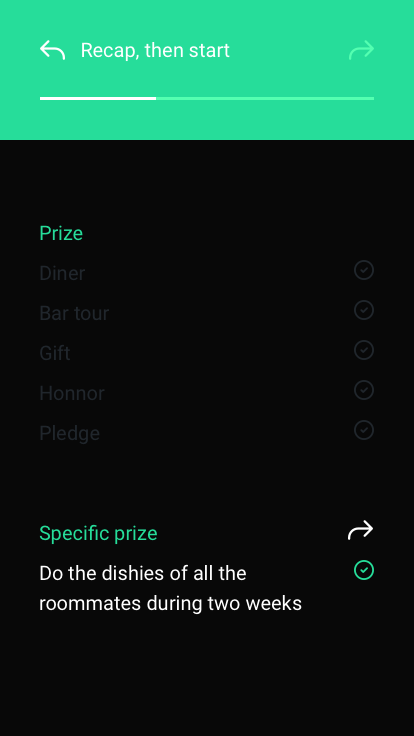 Recap, then start
Prize
Diner
Bar tour
Gift
Honnor
Pledge
Specific prize
Do the dishies of all the
roommates during two weeks